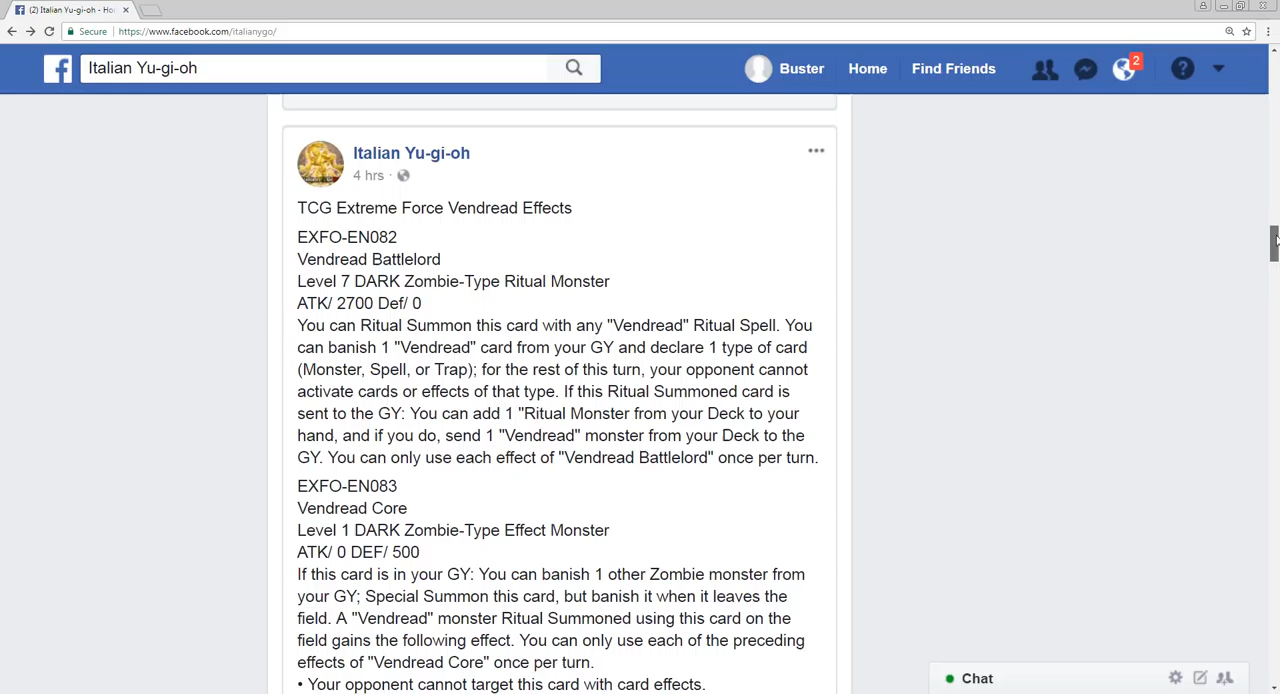 (2) Italian Yu-gi-oh - Ho
Secure
https://www.facebook.com/italianygo/
Italian Yu-gi-oh
Buster
Home
Find Friends
2
Italian Yu-gi-oh
4 hrs ·
TCG Extreme Force Vendread Effects
EXFO-EN082
Vendread Battlelord
Level 7 DARK Zombie-Type Ritual Monster
ATK/ 2700 Def/ 0
You can Ritual Summon this card with any "Vendread" Ritual Spell. You
can banish 1 "Vendread" card from your GY and declare 1 type of card
(Monster, Spell, or Trap); for the rest of this turn, your opponent cannot
activate cards or effects of that type. If this Ritual Summoned card is
sent to the GY: You can add 1 "Ritual Monster from your Deck to your
hand, and if you do, send 1 "Vendread" monster from your Deck to the
GY. You can only use each effect of "Vendread Battlelord" once per turn.
EXFO-EN083
Vendread Core
Level 1 DARK Zombie-Type Effect Monster
ATK/ 0 DEF/ 500
If this card is in your GY: You can banish 1 other Zombie monster from
your GY; Special Summon this card, but banish it when it leaves the
field. A "Vendread" monster Ritual Summoned using this card on the
field gains the following effect. You can only use each of the preceding
effects of "Vendread Core" once per turn.
• Your opponent cannot target this card with card effects.
Chat